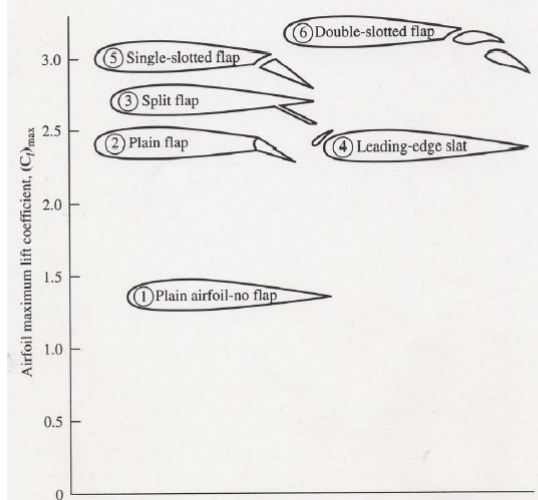 ⑥ Double-slotted flap
⑤ Single-slotted flap
3.0
③ Split flap
2.5
② Plain flap
④ Leading-edge slat
2.0
1.5
① Plain airfoil-no flap
1.0
0.5
0
Airfoil maximum lift coefficient, (C_l)max